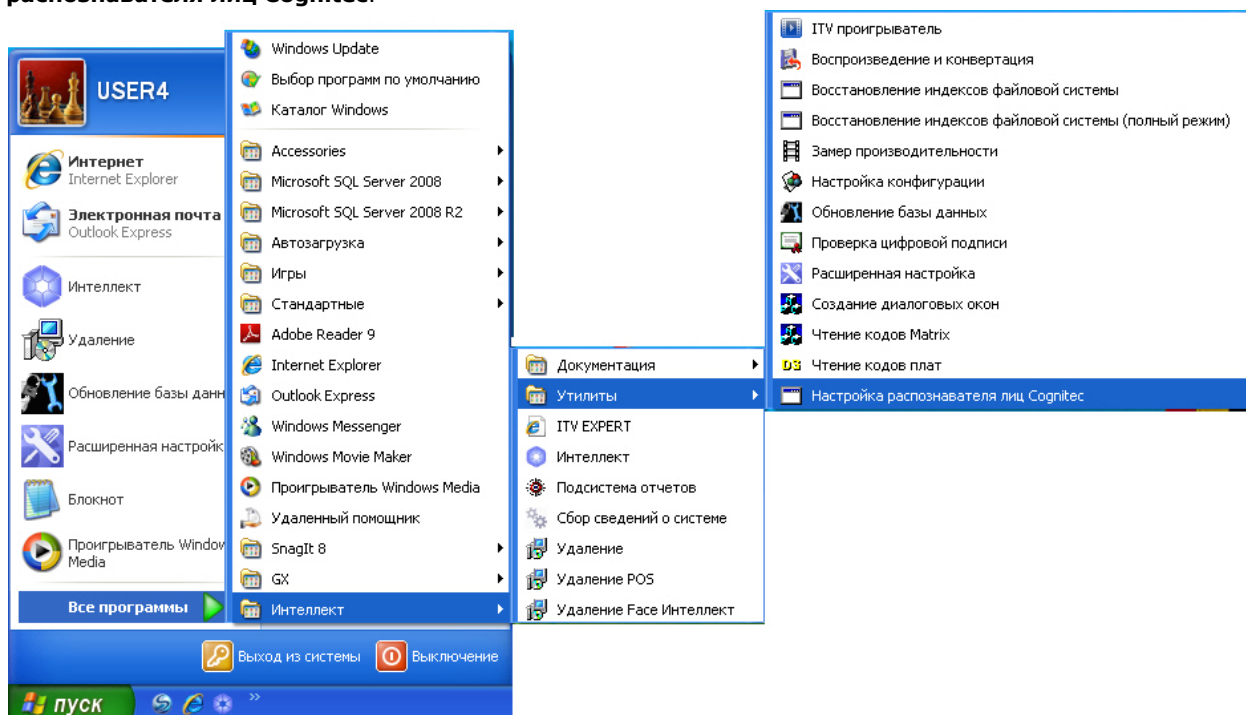 распознавателя лиц Cognitec.
USER4
Интернет
Internet Explorer
Электронная почта
Outlook Express
Интеллект
Удаление
Обновление базы данн
Расширенная настройк
Блокнот
Проигрыватель Window
Media
Все программы
Выход из системы
Выключение
пуск
»
Windows Update
Выбор программ по умолчанию
Каталог Windows
Accessories
Microsoft SQL Server 2008
Microsoft SQL Server 2008 R2
Автозагрузка
Игры
Стандартные
Adobe Reader 9
Internet Explorer
Outlook Express
Windows Messenger
Windows Movie Maker
Проигрыватель Windows Media
Удаленный помощник
SnagIt 8
GX
Интеллект
Документация
Утилиты
ITV EXPERT
Интеллект
Подсистема отчетов
Сбор сведений о системе
Удаление
Удаление POS
Удаление Face Интеллект
ITV проигрыватель
Воспроизведение и конвертация
Восстановление индексов файловой системы
Восстановление индексов файловой системы (полный режим)
Замер производительности
Настройка конфигурации
Обновление базы данных
Проверка цифровой подписи
Расширенная настройка
Создание диалоговых окон
Чтение кодов Matrix
Чтение кодов плат
Настройка распознавателя лиц Cognitec